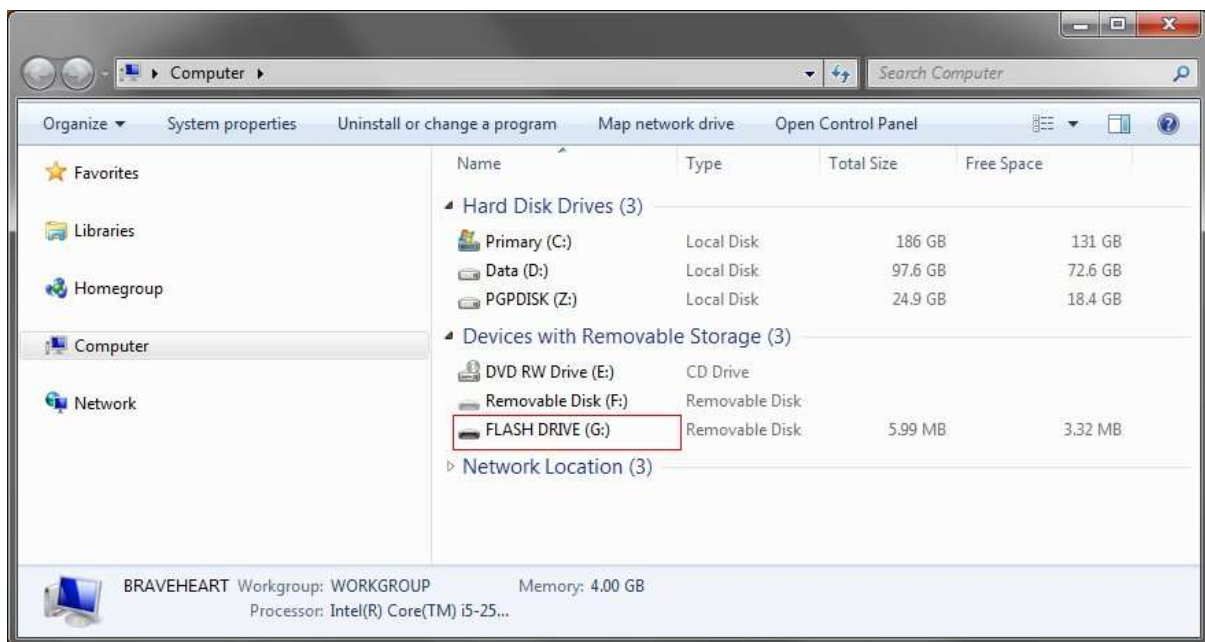 Computer
Search Computer
Organize System properties Uninstall or change a program Map network drive Open Control Panel
Favorites
Libraries
Homegroup
Computer
Network
Name Type Total Size Free Space
Hard Disk Drives (3)
Primary (C:) Local Disk 186 GB 131 GB
Data (D:) Local Disk 97.6 GB 72.6 GB
PGPDISK (Z:) Local Disk 24.9 GB 18.4 GB
Devices with Removable Storage (3)
DVD RW Drive (E:) CD Drive
Removable Disk (F:) Removable Disk
FLASH DRIVE (G:) Removable Disk 5.99 MB 3.32 MB
Network Location (3)
BRAVEHEART Workgroup: WORKGROUP Memory: 4.00 GB
Processor: Intel(R) Core(TM) i5-25...